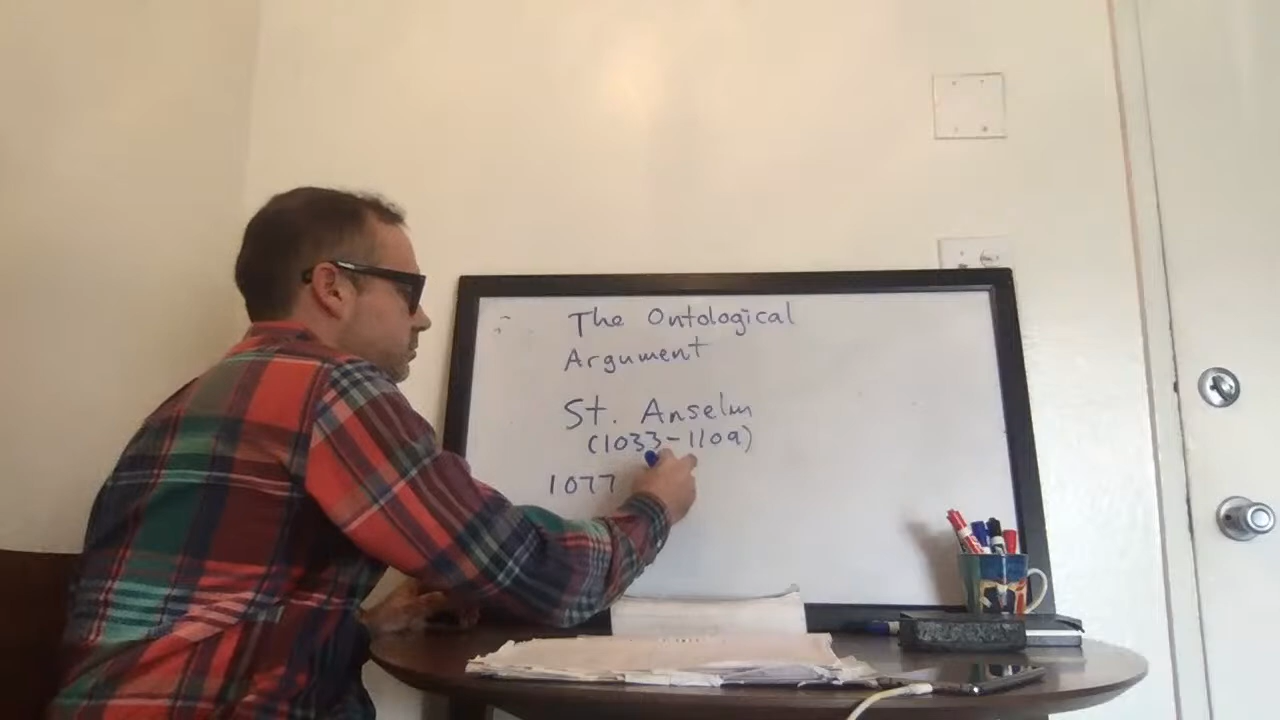 The Ontological
Argument
St. Anselm
(1033-1109)
1077